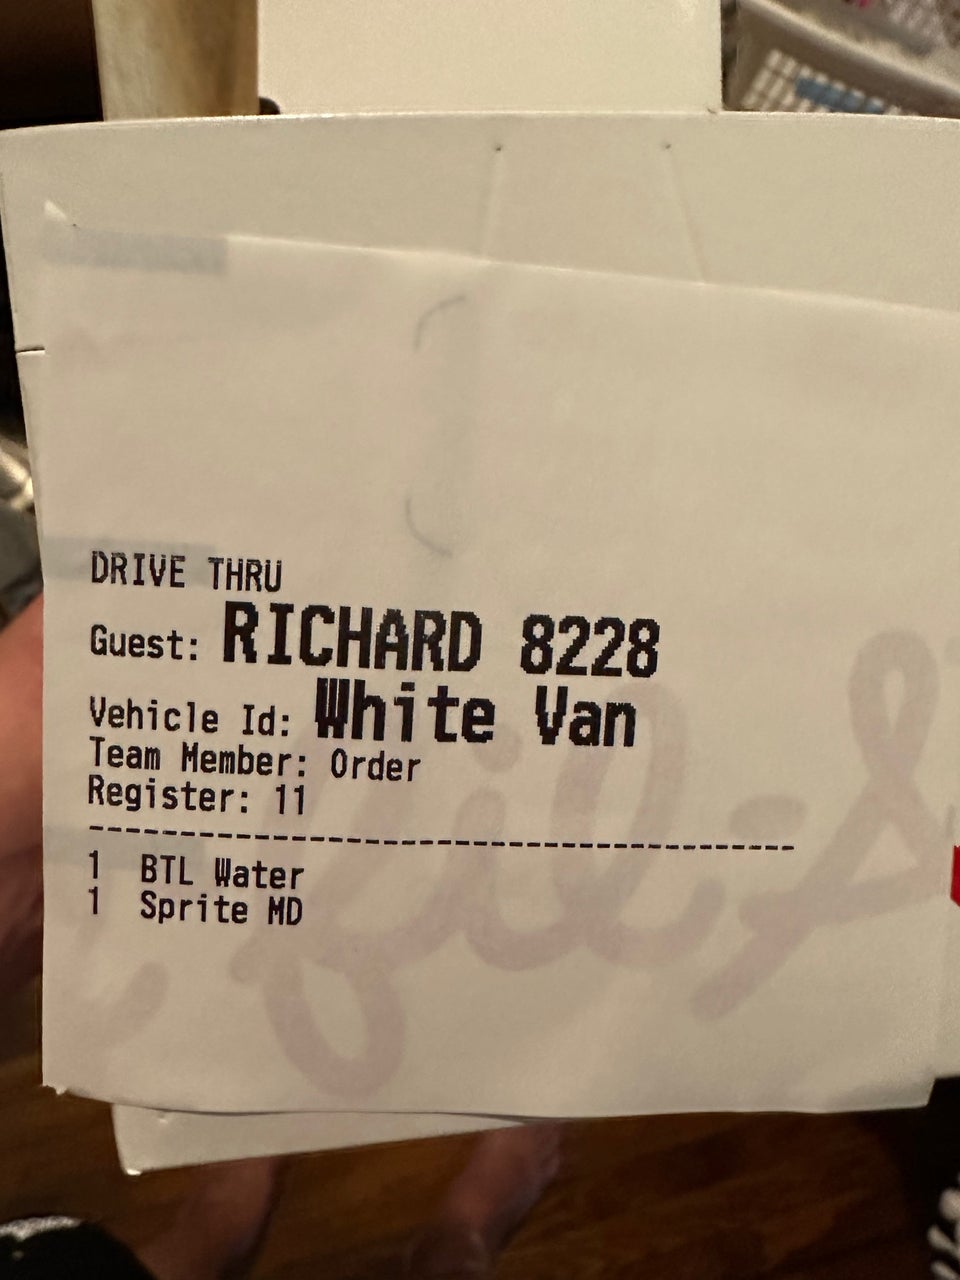 DRIVE THRU
Guest: RICHARD 8228
Vehicle Id: White Van
Team Member: Order
Register: 11
--------------------------------------------------
1 BTL Water
1 Sprite MD
fil-